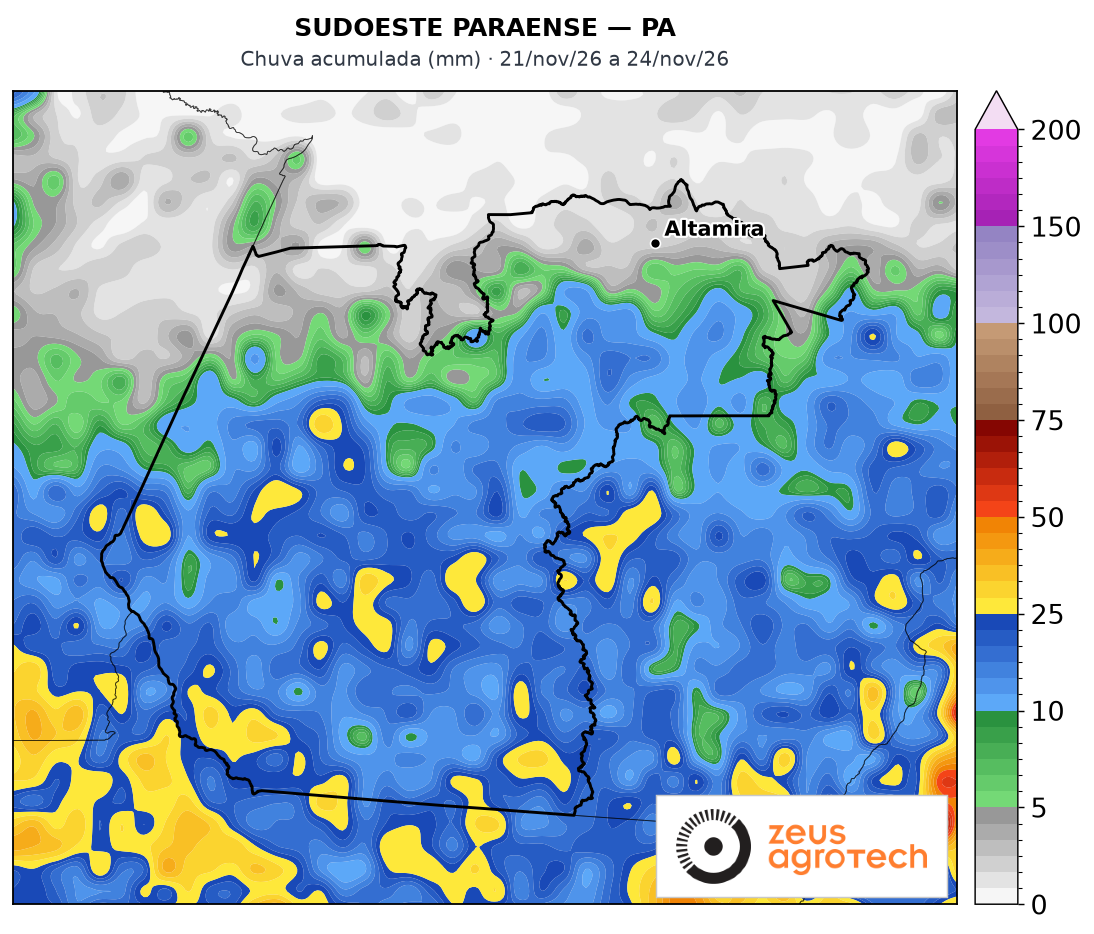 SUDOESTE PARAENSE — PA
Chuva acumulada (mm) · 21/nov/26 a 24/nov/26
Altamira
200
150
100
75
50
25
10
5
0
zeus
agrotech